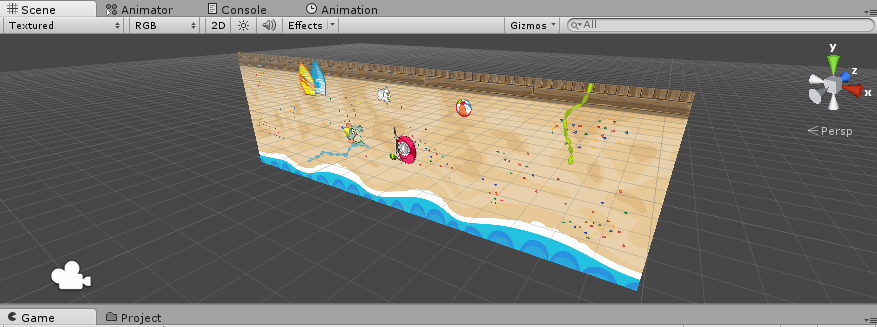 Scene Animator Console Animation
Textured RGB 2D Effects Gizmos All
y
z
x
Persp
Game Project